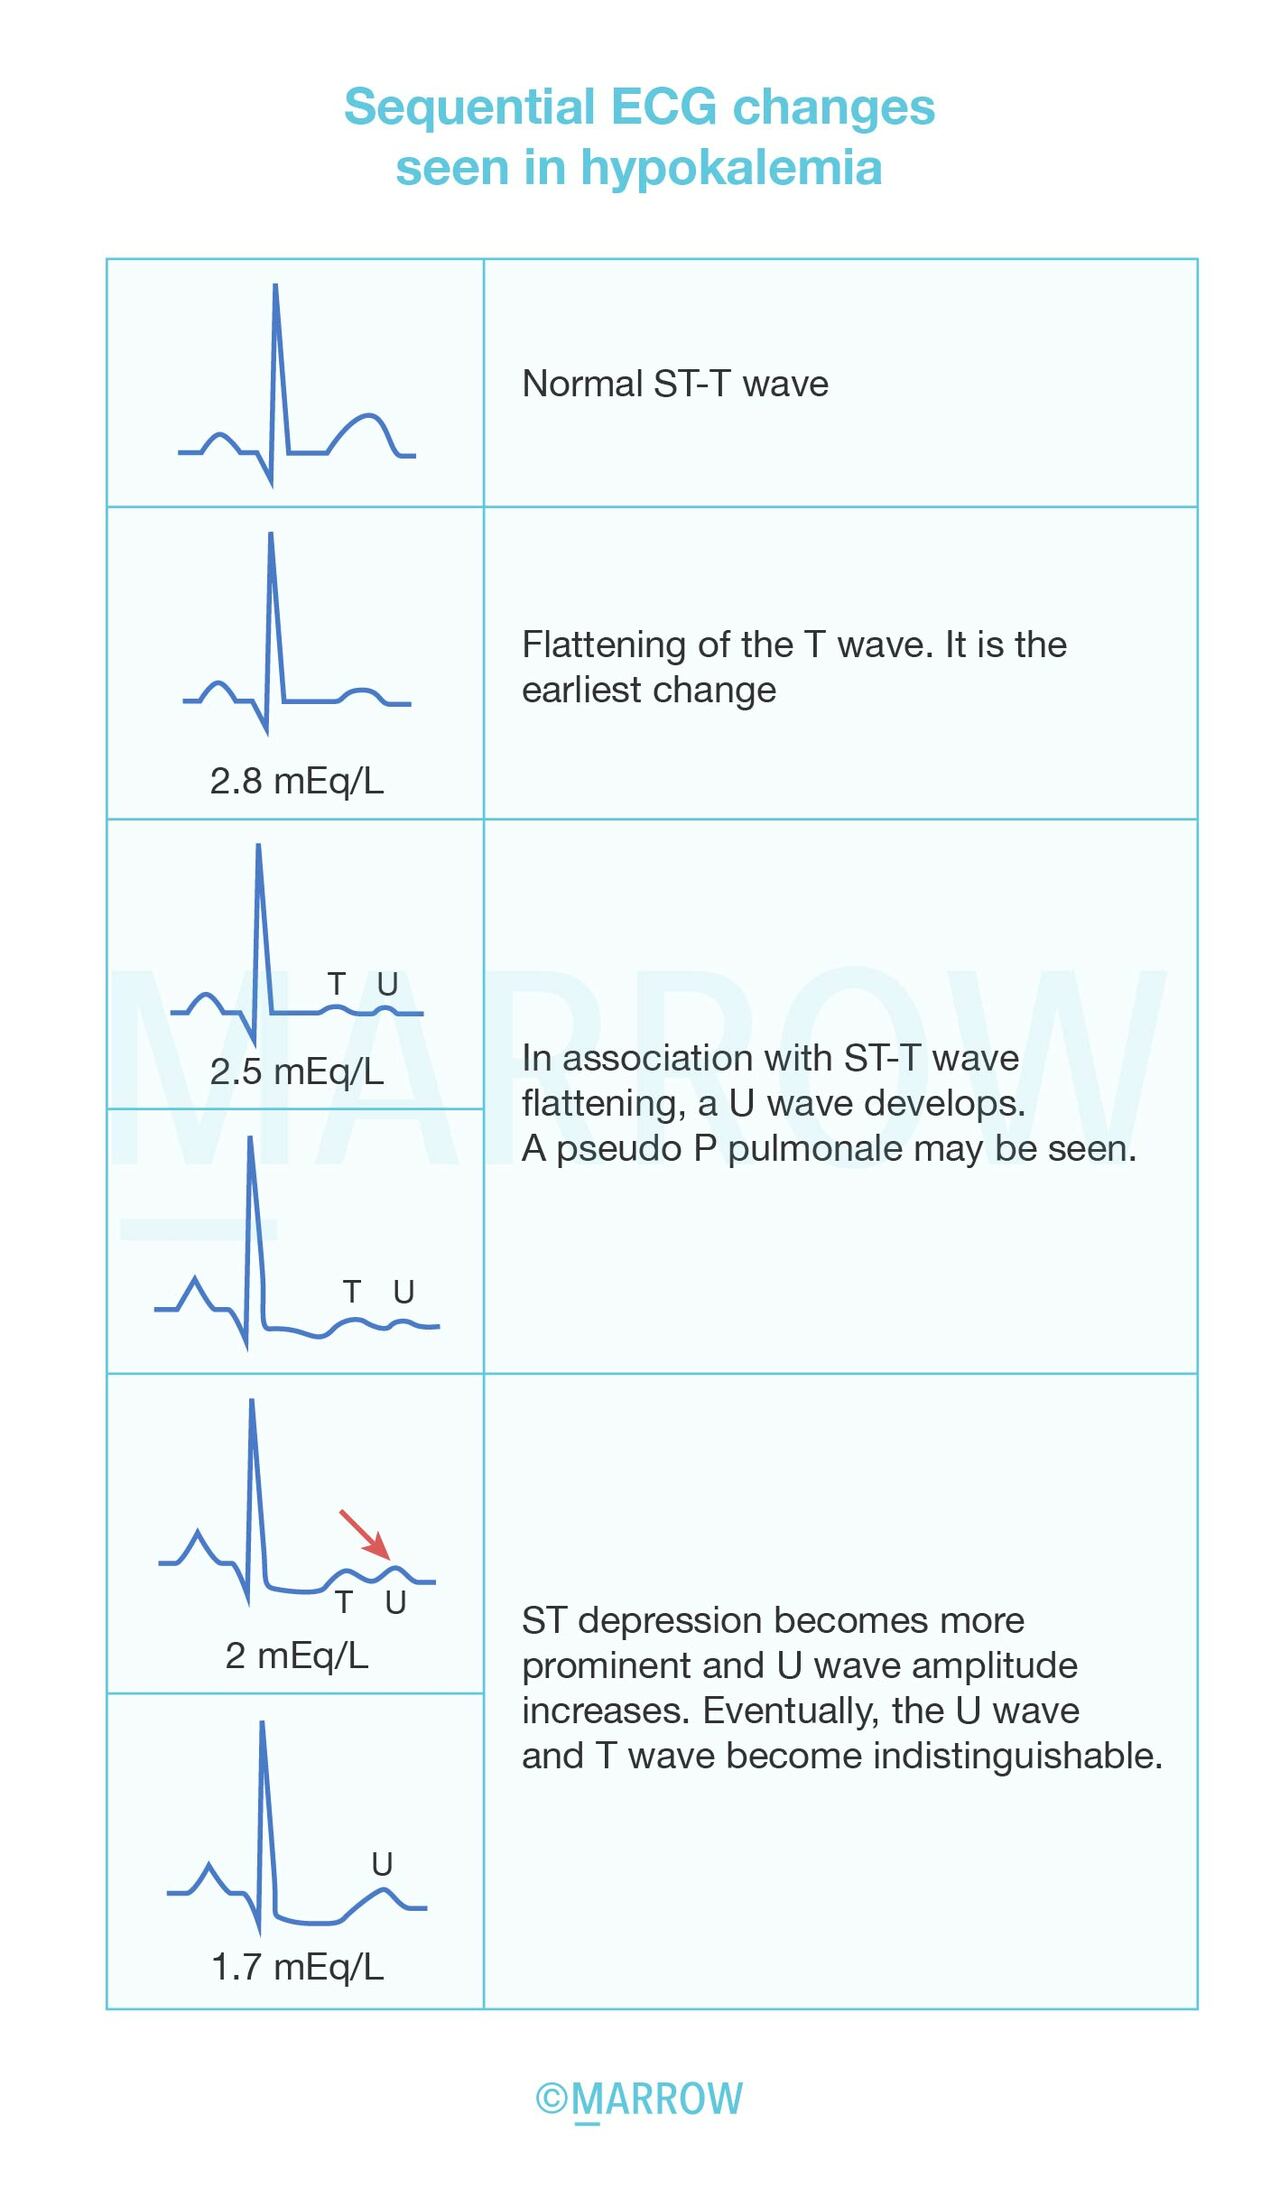 Sequential ECG changes
seen in hypokalemia
Normal ST-T wave
Flattening of the T wave. It is the
earliest change
2.8 mEq/L
T U
2.5 mEq/L
In association with ST-T wave
flattening, a U wave develops.
A pseudo P pulmonale may be seen.
T U
T U
2 mEq/L
ST depression becomes more
prominent and U wave amplitude
increases. Eventually, the U wave
and T wave become indistinguishable.
U
1.7 mEq/L
MARROW
©MARROW